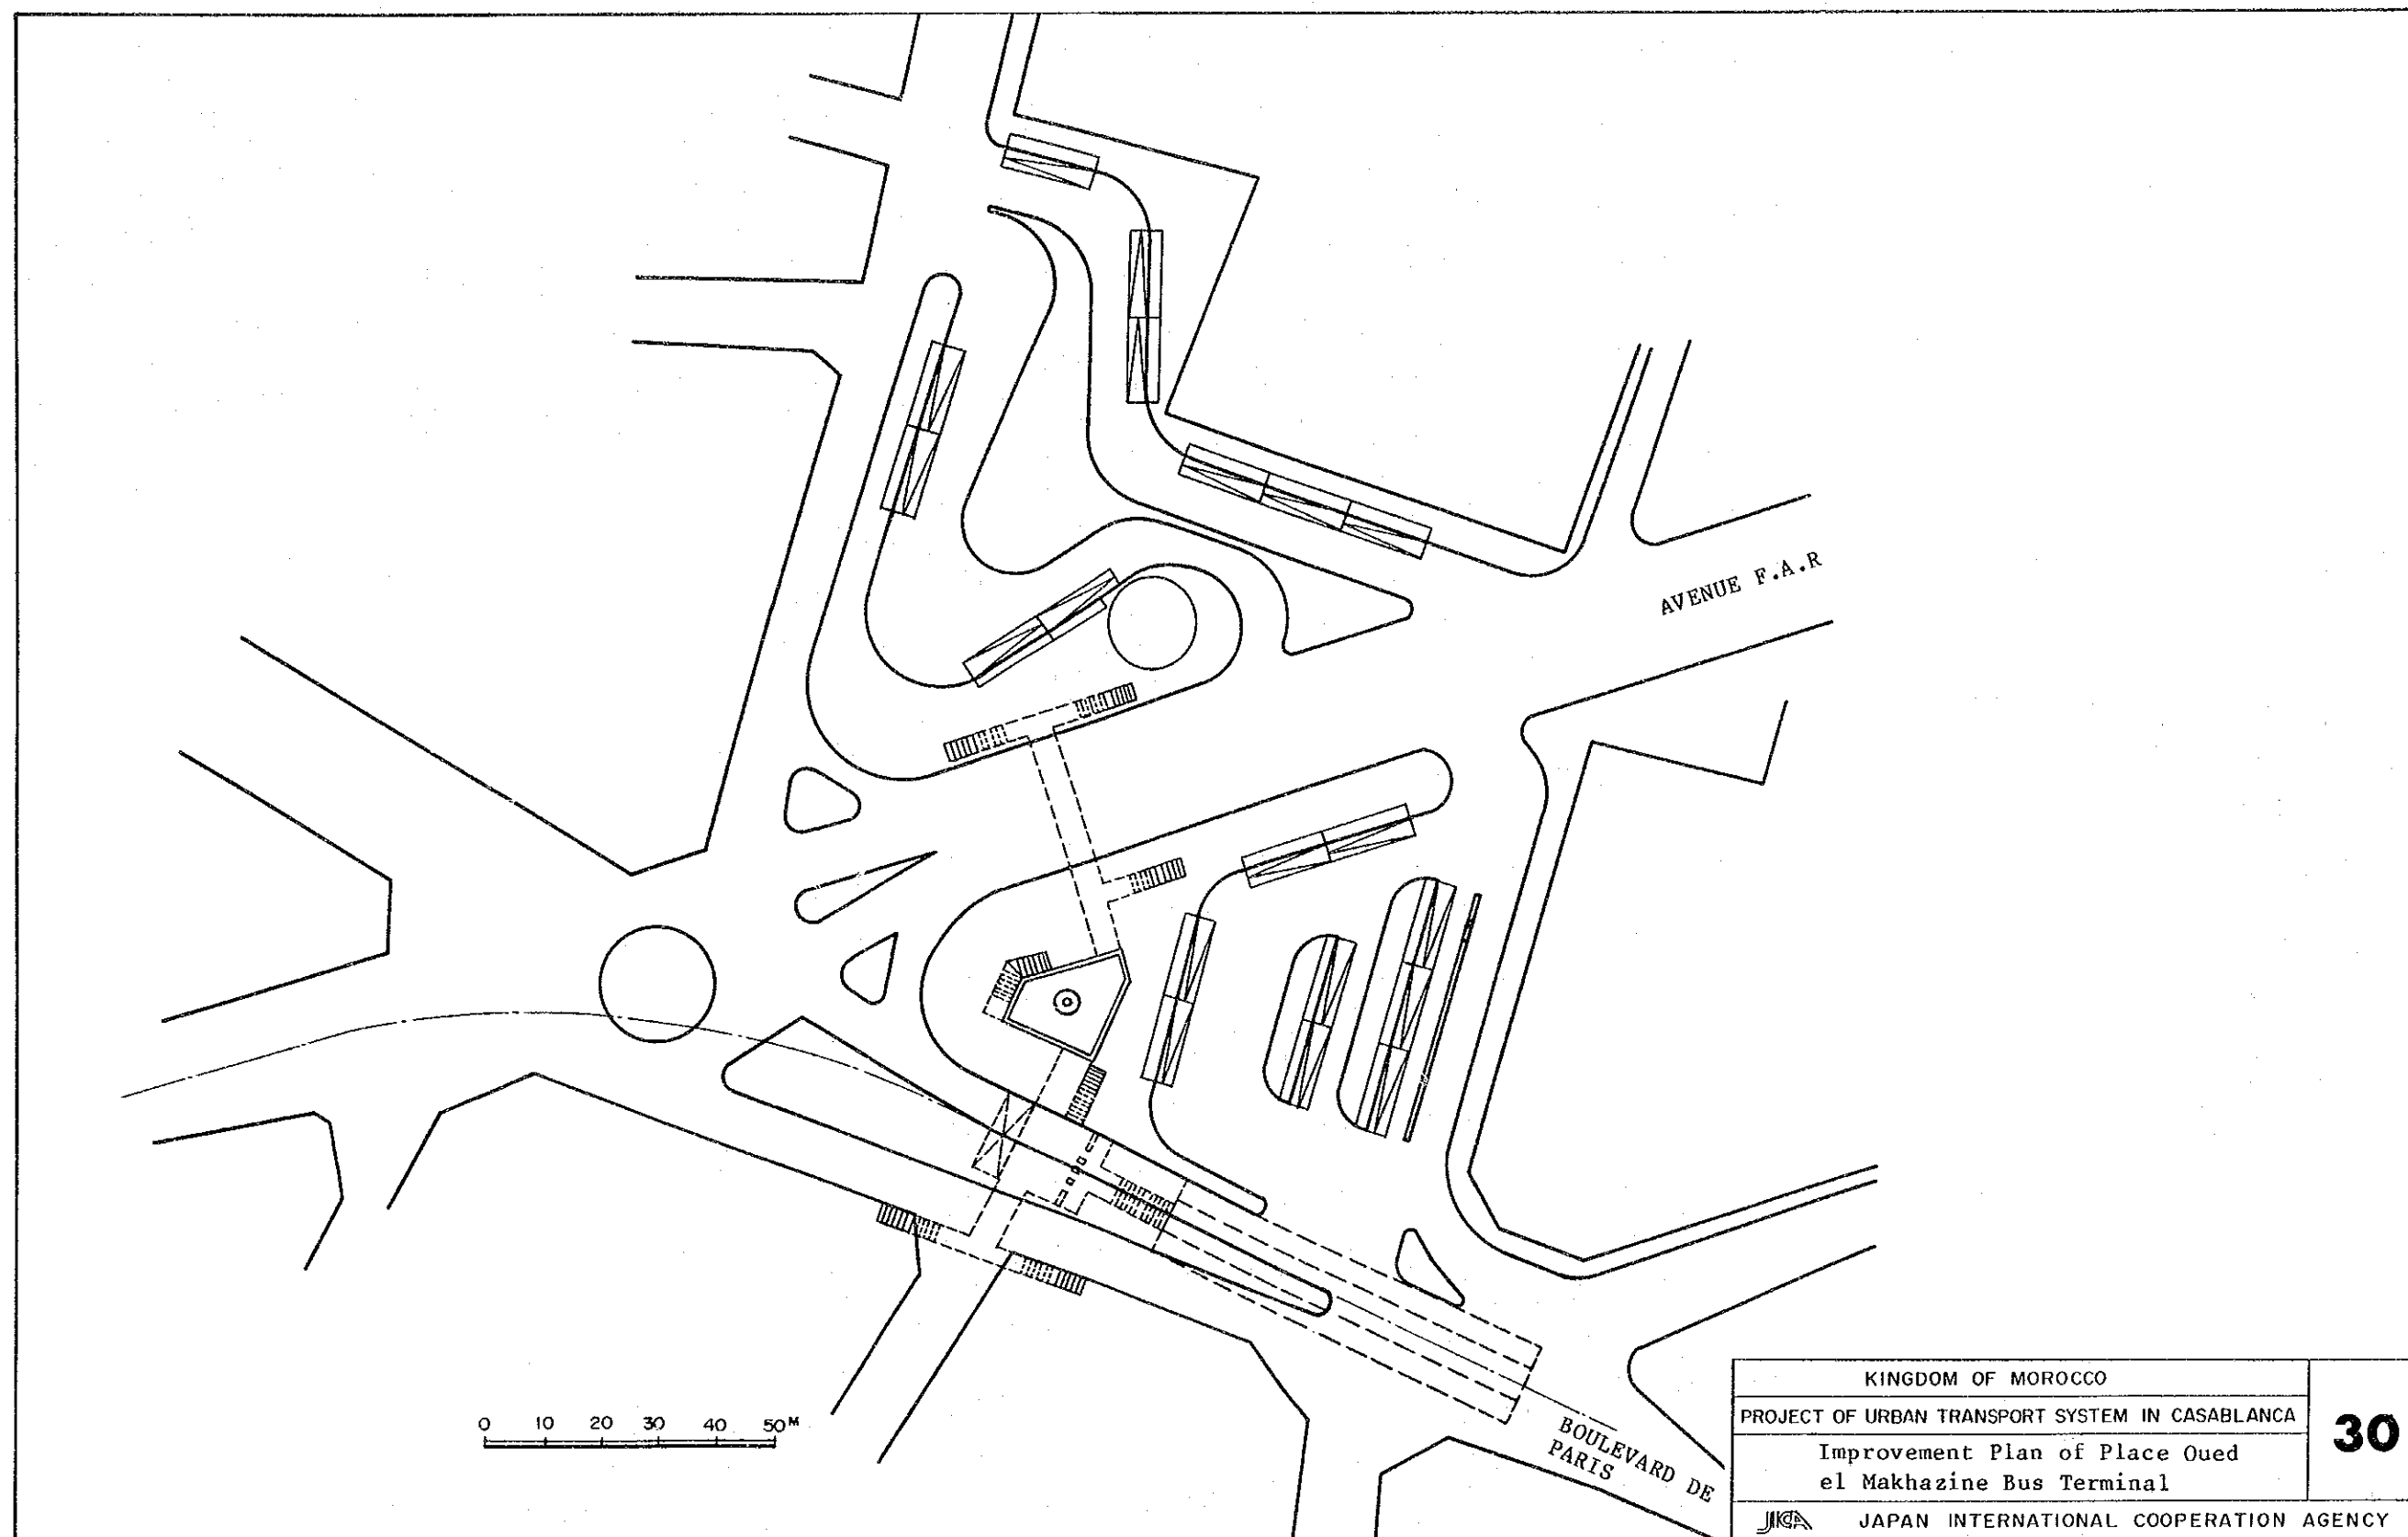 AVENUE F.A.R
0 10 20 30 40 50M
BOULEVARD DE
PARIS
KINGDOM OF MOROCCO
PROJECT OF URBAN TRANSPORT SYSTEM IN CASABLANCA
Improvement Plan of Place Oued
el Makhazine Bus Terminal
30
JICA JAPAN INTERNATIONAL COOPERATION AGENCY